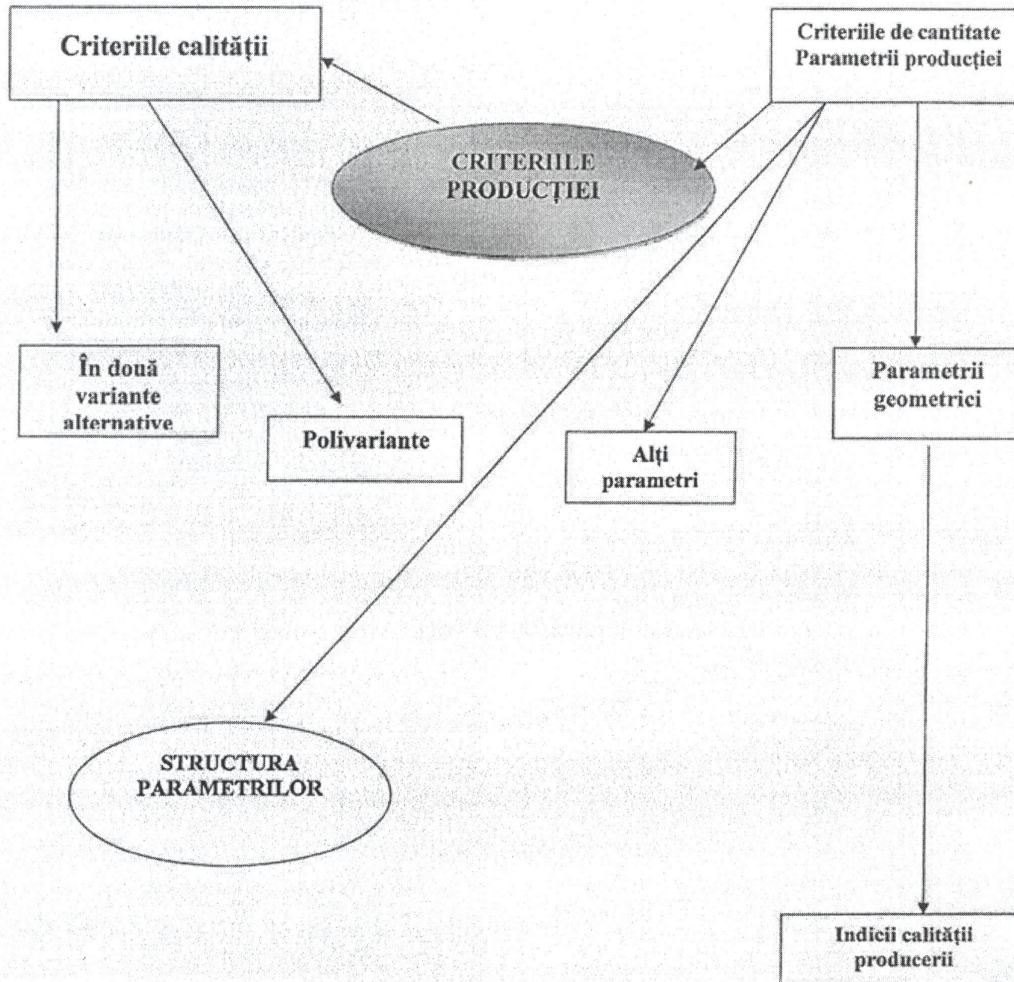 Criteriile calității
Criteriile de cantitate
Parametrii producției
CRITERIILE
PRODUCȚIEI
În două
variante
alternative
Polivariante
Alți
parametri
Parametrii
geometrici
STRUCTURA
PARAMETRILOR
Indicii calității
producerii